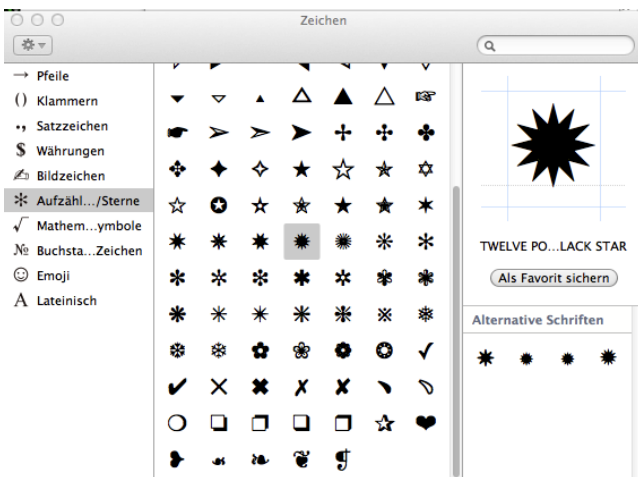 Zeichen
→ Pfeile
() Klammern
•, Satzzeichen
$ Währungen
Bildzeichen
✻ Aufzähl.../Sterne
√ Mathem...ymbole
№ Buchsta...Zeichen
☺ Emoji
A Lateinisch
TWELVE PO...LACK STAR
Als Favorit sichern
Alternative Schriften